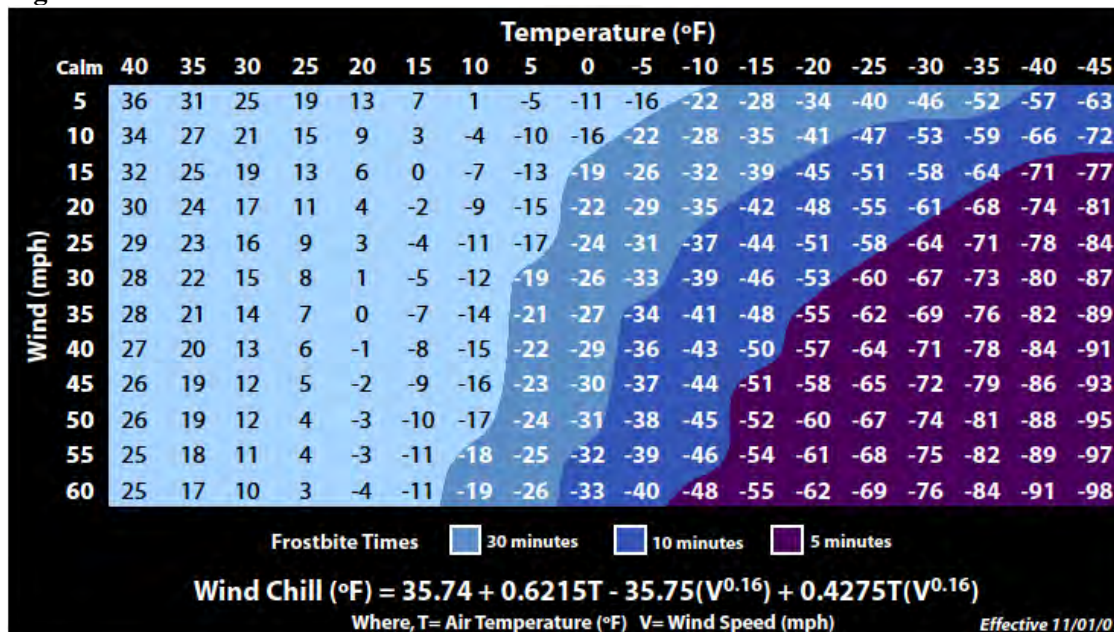 Temperature (ºF)
Calm 40 35 30 25 20 15 10 5 0 -5 -10 -15 -20 -25 -30 -35 -40 -45
5 36 31 25 19 13 7 1 -5 -11 -16 -22 -28 -34 -40 -46 -52 -57 -63
10 34 27 21 15 9 3 -4 -10 -16 -22 -28 -35 -41 -47 -53 -59 -66 -72
15 32 25 19 13 6 0 -7 -13 -19 -26 -32 -39 -45 -51 -58 -64 -71 -77
20 30 24 17 11 4 -2 -9 -15 -22 -29 -35 -42 -48 -55 -61 -68 -74 -81
25 29 23 16 9 3 -4 -11 -17 -24 -31 -37 -44 -51 -58 -64 -71 -78 -84
30 28 22 15 8 1 -5 -12 -19 -26 -33 -39 -46 -53 -60 -67 -73 -80 -87
35 28 21 14 7 0 -7 -14 -21 -27 -34 -41 -48 -55 -62 -69 -76 -82 -89
40 27 20 13 6 -1 -8 -15 -22 -29 -36 -43 -50 -57 -64 -71 -78 -84 -91
45 26 19 12 5 -2 -9 -16 -23 -30 -37 -44 -51 -58 -65 -72 -79 -86 -93
50 26 19 12 4 -3 -10 -17 -24 -31 -38 -45 -52 -60 -67 -74 -81 -88 -95
55 25 18 11 4 -3 -11 -18 -25 -32 -39 -46 -54 -61 -68 -75 -82 -89 -97
60 25 17 10 3 -4 -11 -19 -26 -33 -40 -48 -55 -62 -69 -76 -84 -91 -98
Wind (mph)
Frostbite Times 30 minutes 10 minutes 5 minutes
Wind Chill (ºF) = 35.74 + 0.6215T - 35.75(V^0.16) + 0.4275T(V^0.16)
Where, T= Air Temperature (ºF) V= Wind Speed (mph) Effective 11/01/0